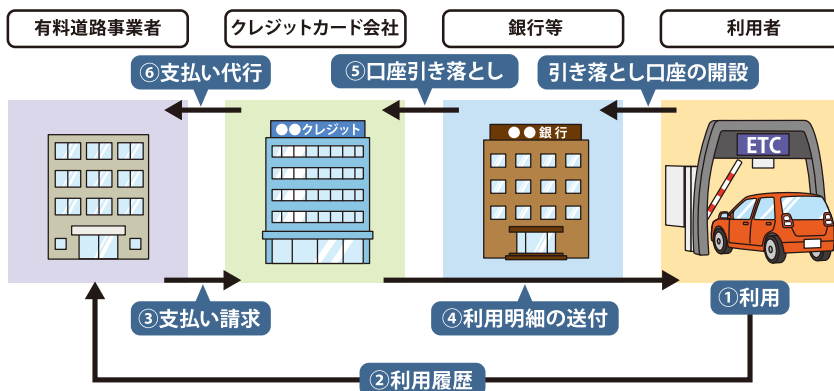 有料道路事業者
クレジットカード会社
銀行等
利用者
⑥支払い代行
⑤口座引き落とし
引き落とし口座の開設
●●クレジット
●●銀行
ETC
①利用
③支払い請求
④利用明細の送付
②利用履歴